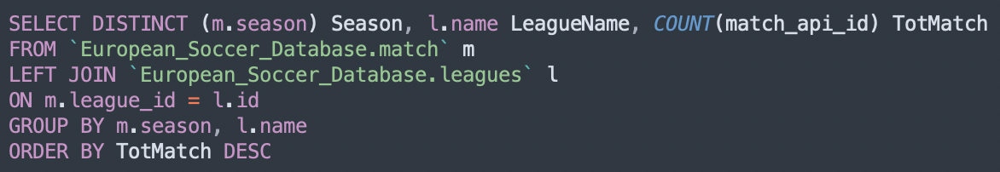 SELECT DISTINCT (m.season) Season, l.name LeagueName, COUNT(match_api_id) TotMatch
FROM `European_Soccer_Database.match` m
LEFT JOIN `European_Soccer_Database.leagues` l
ON m.league_id = l.id
GROUP BY m.season, l.name
ORDER BY TotMatch DESC